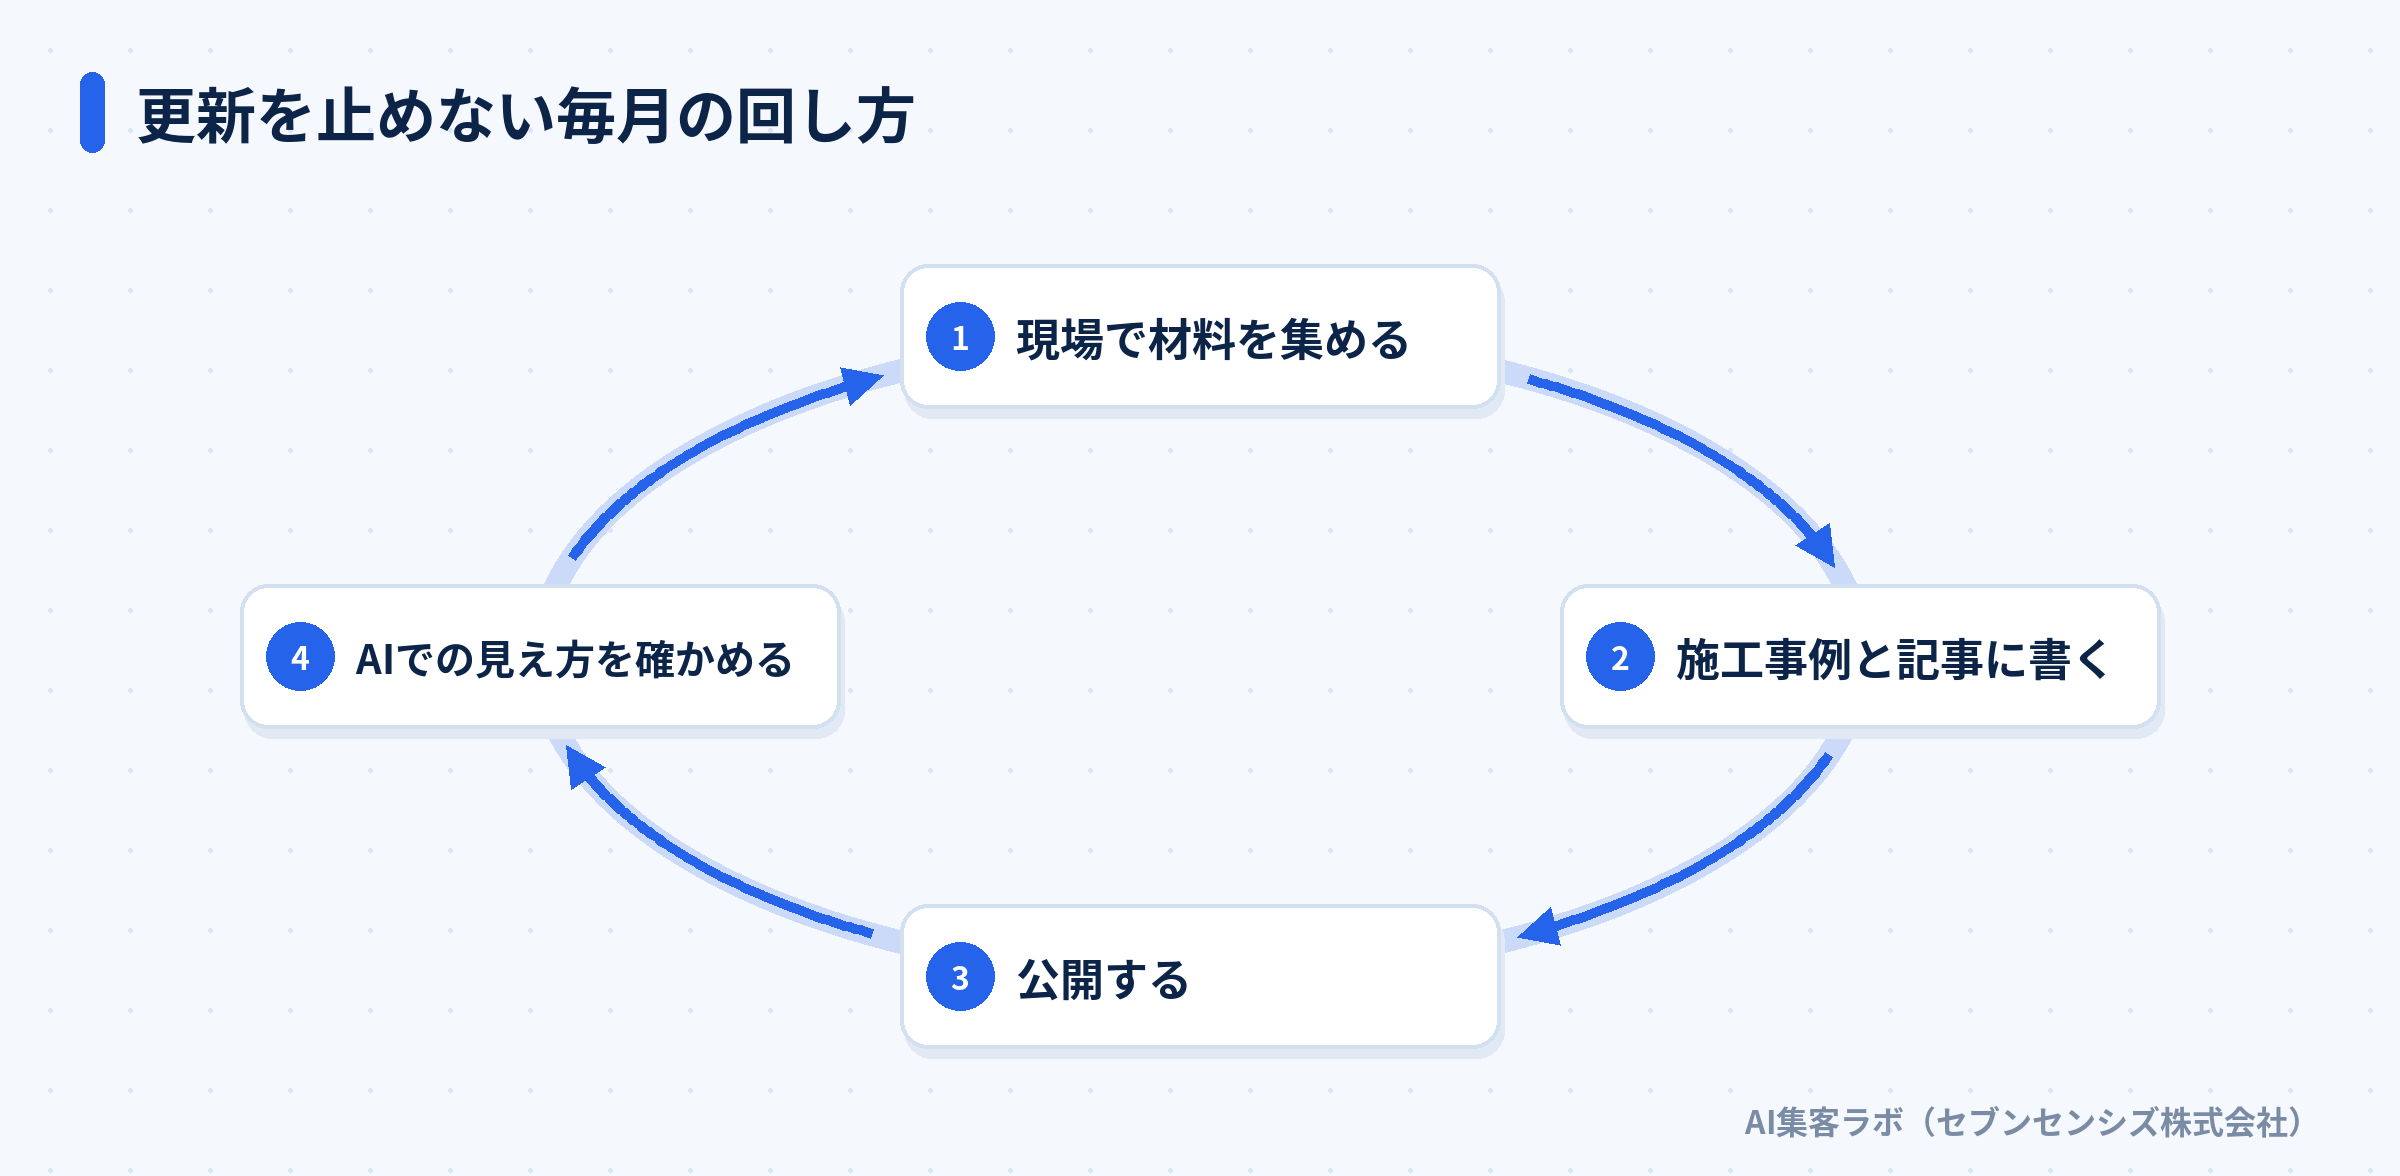 更新を止めない毎月の回し方
1 現場で材料を集める
2 施工事例と記事に書く
3 公開する
4 AIでの見え方を確かめる
AI集客ラボ（セブンセンシズ株式会社）